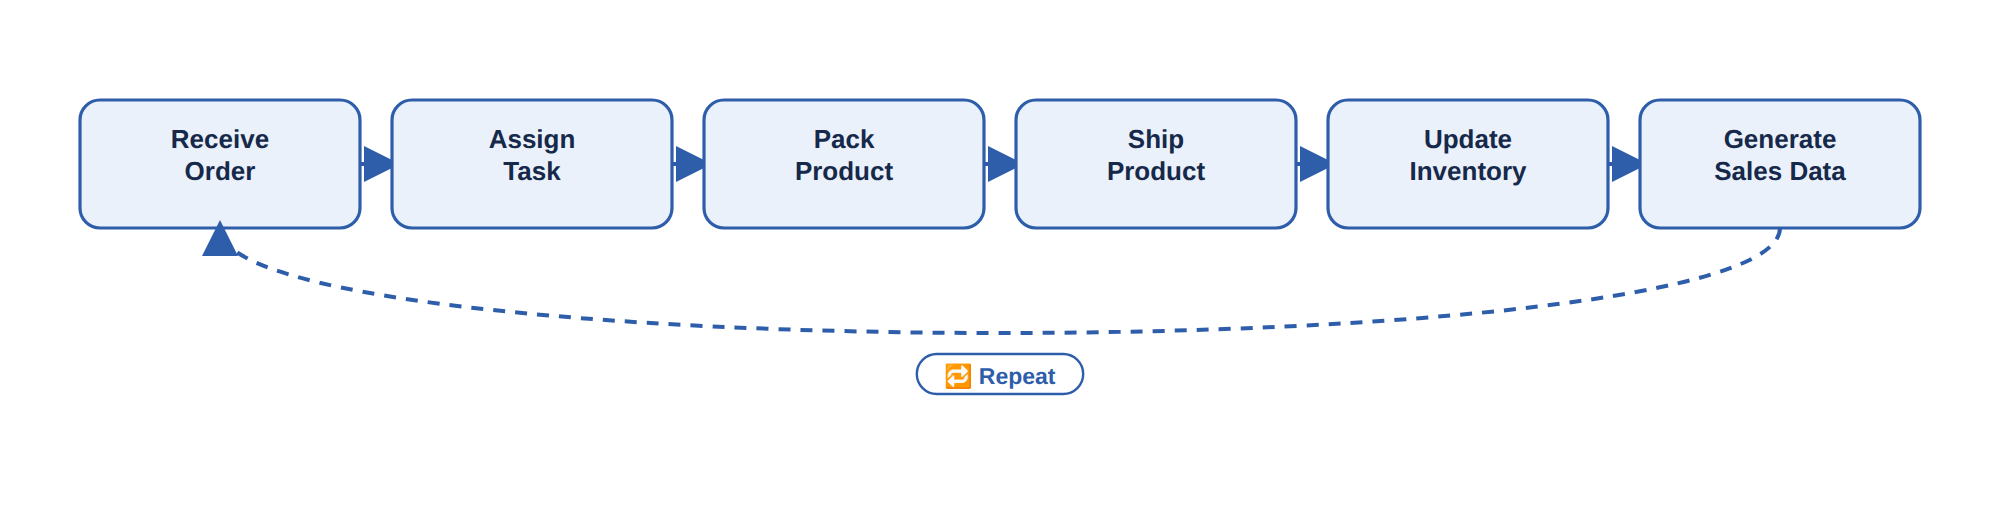 Receive
Order
Assign
Task
Pack
Product
Ship
Product
Update
Inventory
Generate
Sales Data
🔁 Repeat